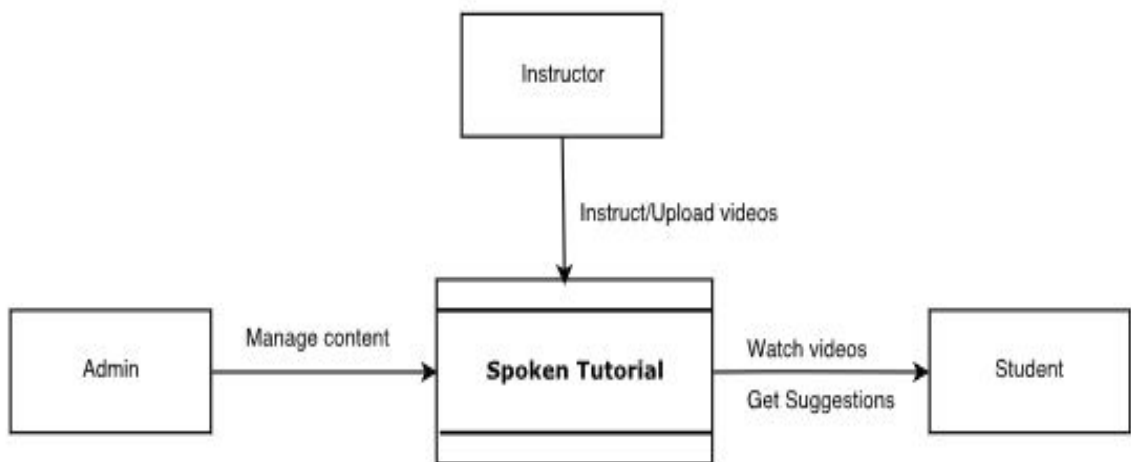 Instructor
Instruct/Upload videos
Admin
Manage content
Spoken Tutorial
Watch videos
Get Suggestions
Student